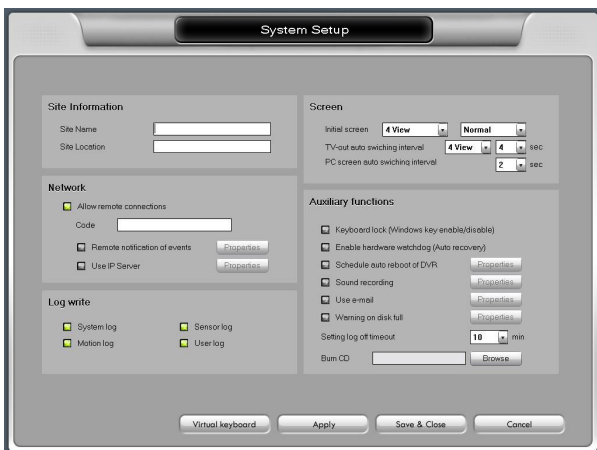 System Setup
Site Information
Site Name
Site Location
Network
Allow remote connections
Code
Remote notification of events Properties
Use IP Server Properties
Log write
System log Sensor log
Motion log User log
Screen
Initial screen 4 View Normal
TV-out auto swiching interval 4 View 4 sec
PC screen auto swiching interval 2 sec
Auxiliary functions
Keyboard lock (Windows key enable/disable)
Enable hardware watchdog (Auto recovery)
Schedule auto reboot of DVR Properties
Sound recording Properties
Use e-mail Properties
Warning on disk full Properties
Setting log off timeout 10 min
Burn CD Browse
Virtual keyboard Apply Save & Close Cancel